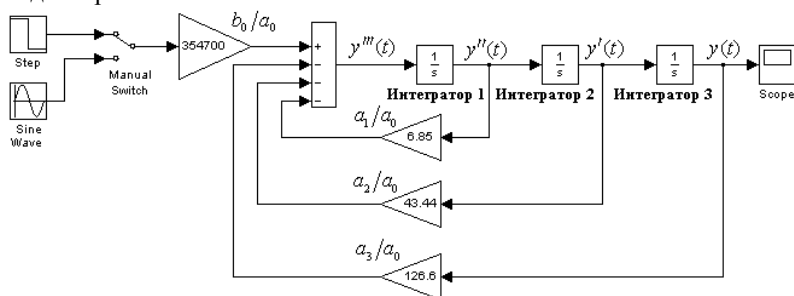 b₀/a₀
354700
Step
Manual
Switch
Sine
Wave
+
−
−
−
y‴(t)
1/s
Интегратор 1
y″(t)
1/s
Интегратор 2
y′(t)
1/s
Интегратор 3
y(t)
Scope
a₁/a₀
6.85
a₂/a₀
43.44
a₃/a₀
126.6